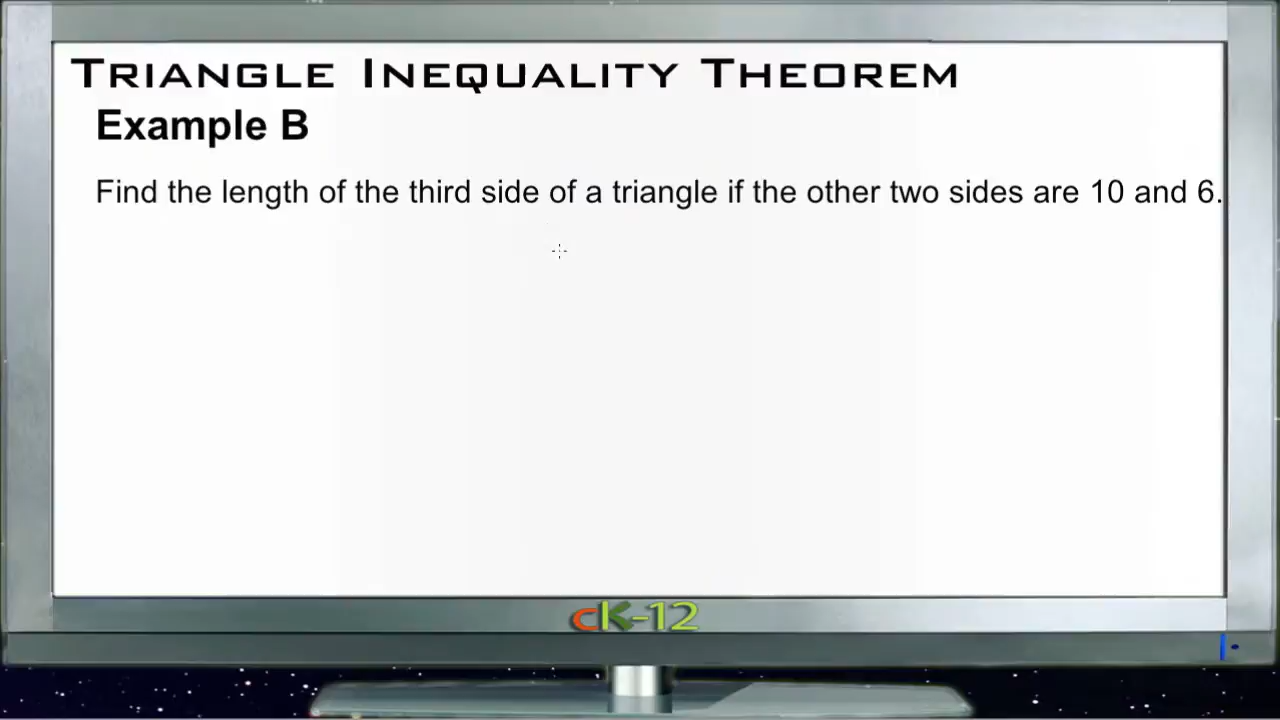 TRIANGLE INEQUALITY THEOREM
Example B
Find the length of the third side of a triangle if the other two sides are 10 and 6.
cK-12